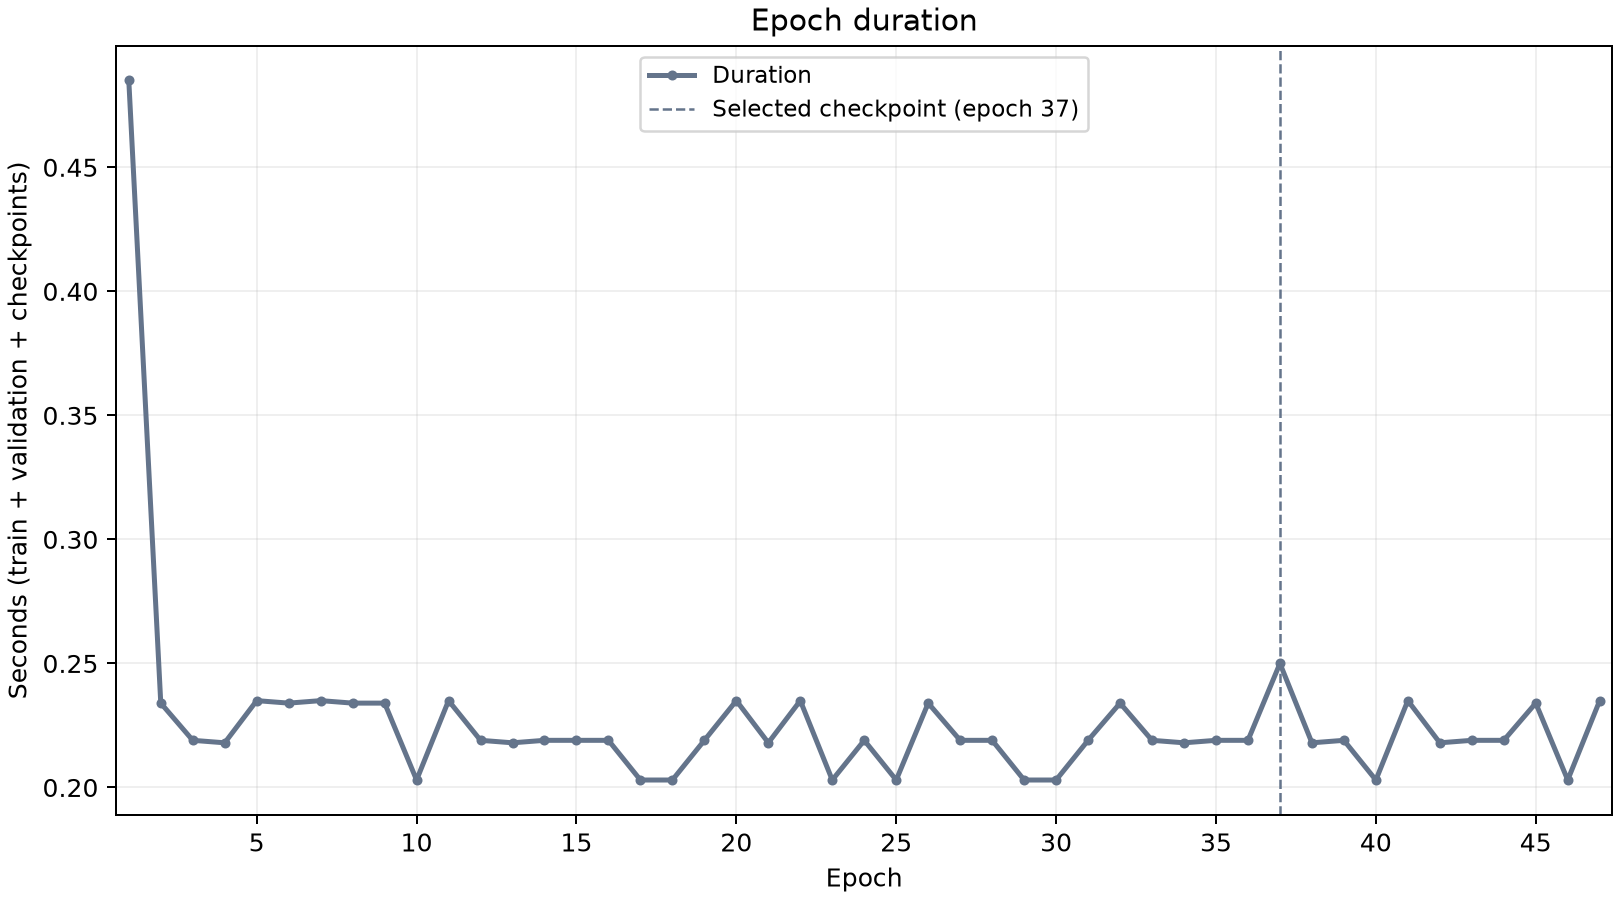 Epoch duration
Duration
Selected checkpoint (epoch 37)
Seconds (train + validation + checkpoints)
0.45
0.40
0.35
0.30
0.25
0.20
5 10 15 20 25 30 35 40 45
Epoch